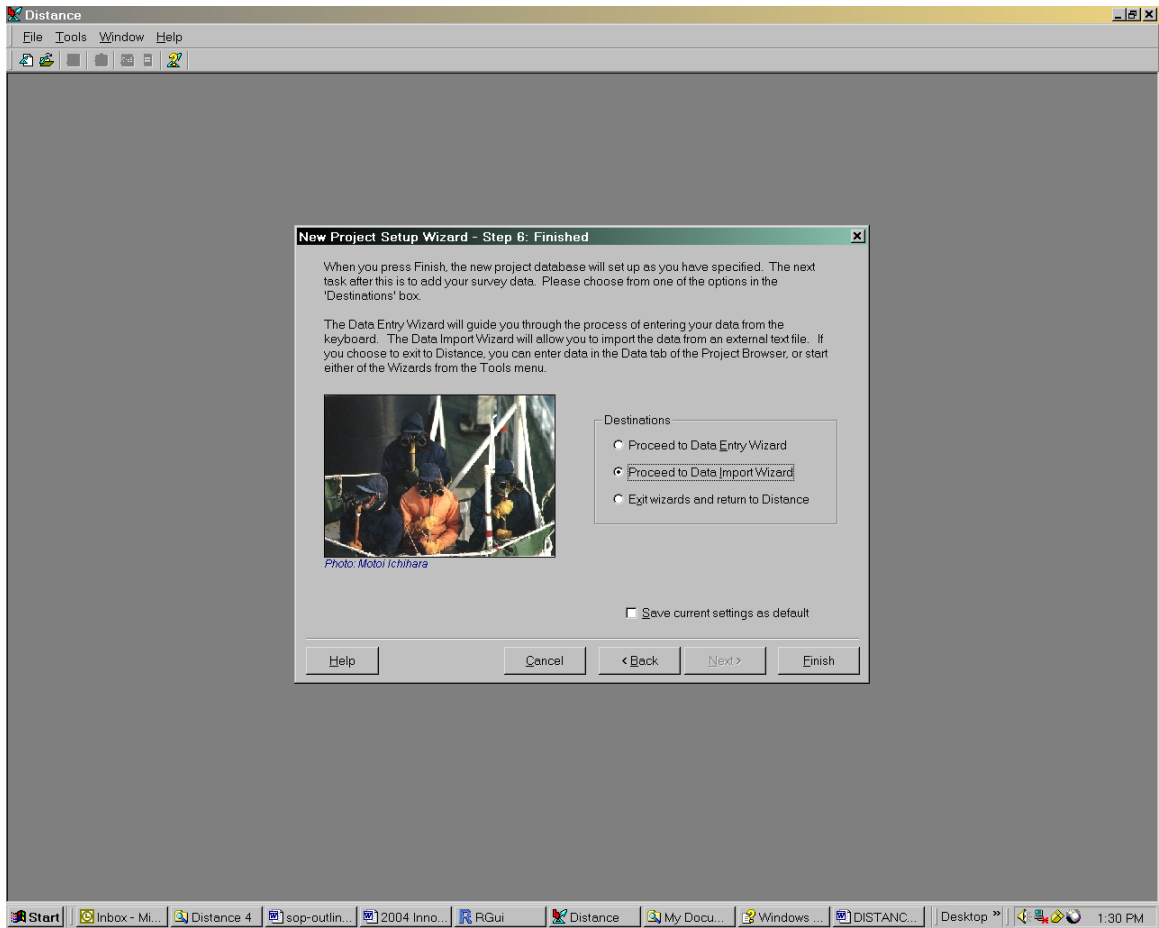 Distance
File Tools Window Help
New Project Setup Wizard - Step 6: Finished
When you press Finish, the new project database will set up as you have specified. The next
task after this is to add your survey data. Please choose from one of the options in the
'Destinations' box.
The Data Entry Wizard will guide you through the process of entering your data from the
keyboard. The Data Import Wizard will allow you to import the data from an external text file. If
you choose to exit to Distance, you can enter data in the Data tab of the Project Browser, or start
either of the Wizards from the Tools menu.
Destinations
Proceed to Data Entry Wizard
Proceed to Data Import Wizard
Exit wizards and return to Distance
Photo: Motoi Ichihara
Save current settings as default
Help Cancel < Back Next > Finish
Start Inbox - Mi... Distance 4 sop-outlin... 2004 Inno... RGui Distance My Docu... Windows ... DISTANC... Desktop » 1:30 PM